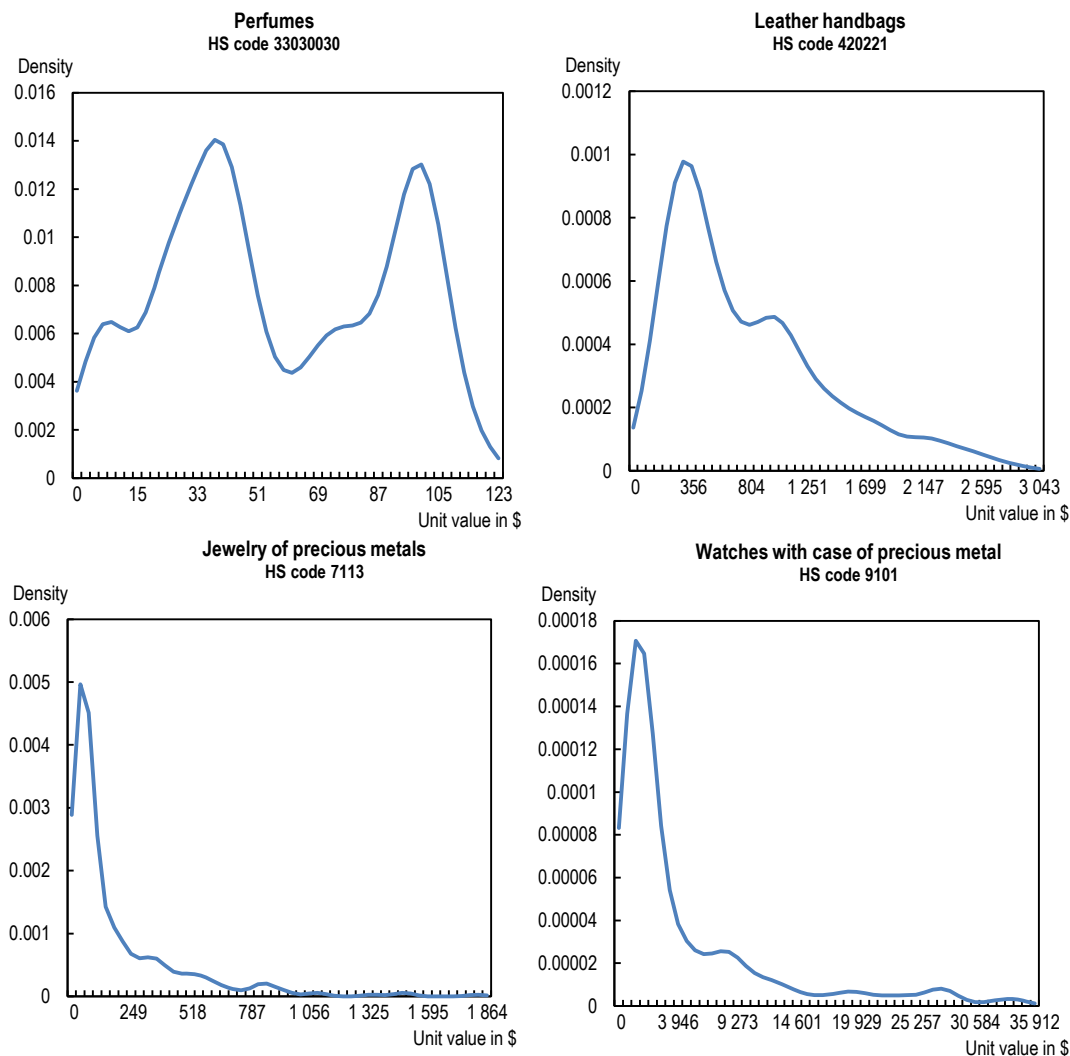 Perfumes
HS code 33030030
Density
0.016
0.014
0.012
0.01
0.008
0.006
0.004
0.002
0
0 15 33 51 69 87 105 123
Unit value in $
Leather handbags
HS code 420221
Density
0.0012
0.001
0.0008
0.0006
0.0004
0.0002
0
0 356 804 1 251 1 699 2 147 2 595 3 043
Unit value in $
Jewelry of precious metals
HS code 7113
Density
0.006
0.005
0.004
0.003
0.002
0.001
0
0 249 518 787 1 056 1 325 1 595 1 864
Unit value in $
Watches with case of precious metal
HS code 9101
Density
0.00018
0.00016
0.00014
0.00012
0.0001
0.00008
0.00006
0.00004
0.00002
0
0 3 946 9 273 14 601 19 929 25 257 30 584 35 912
Unit value in $